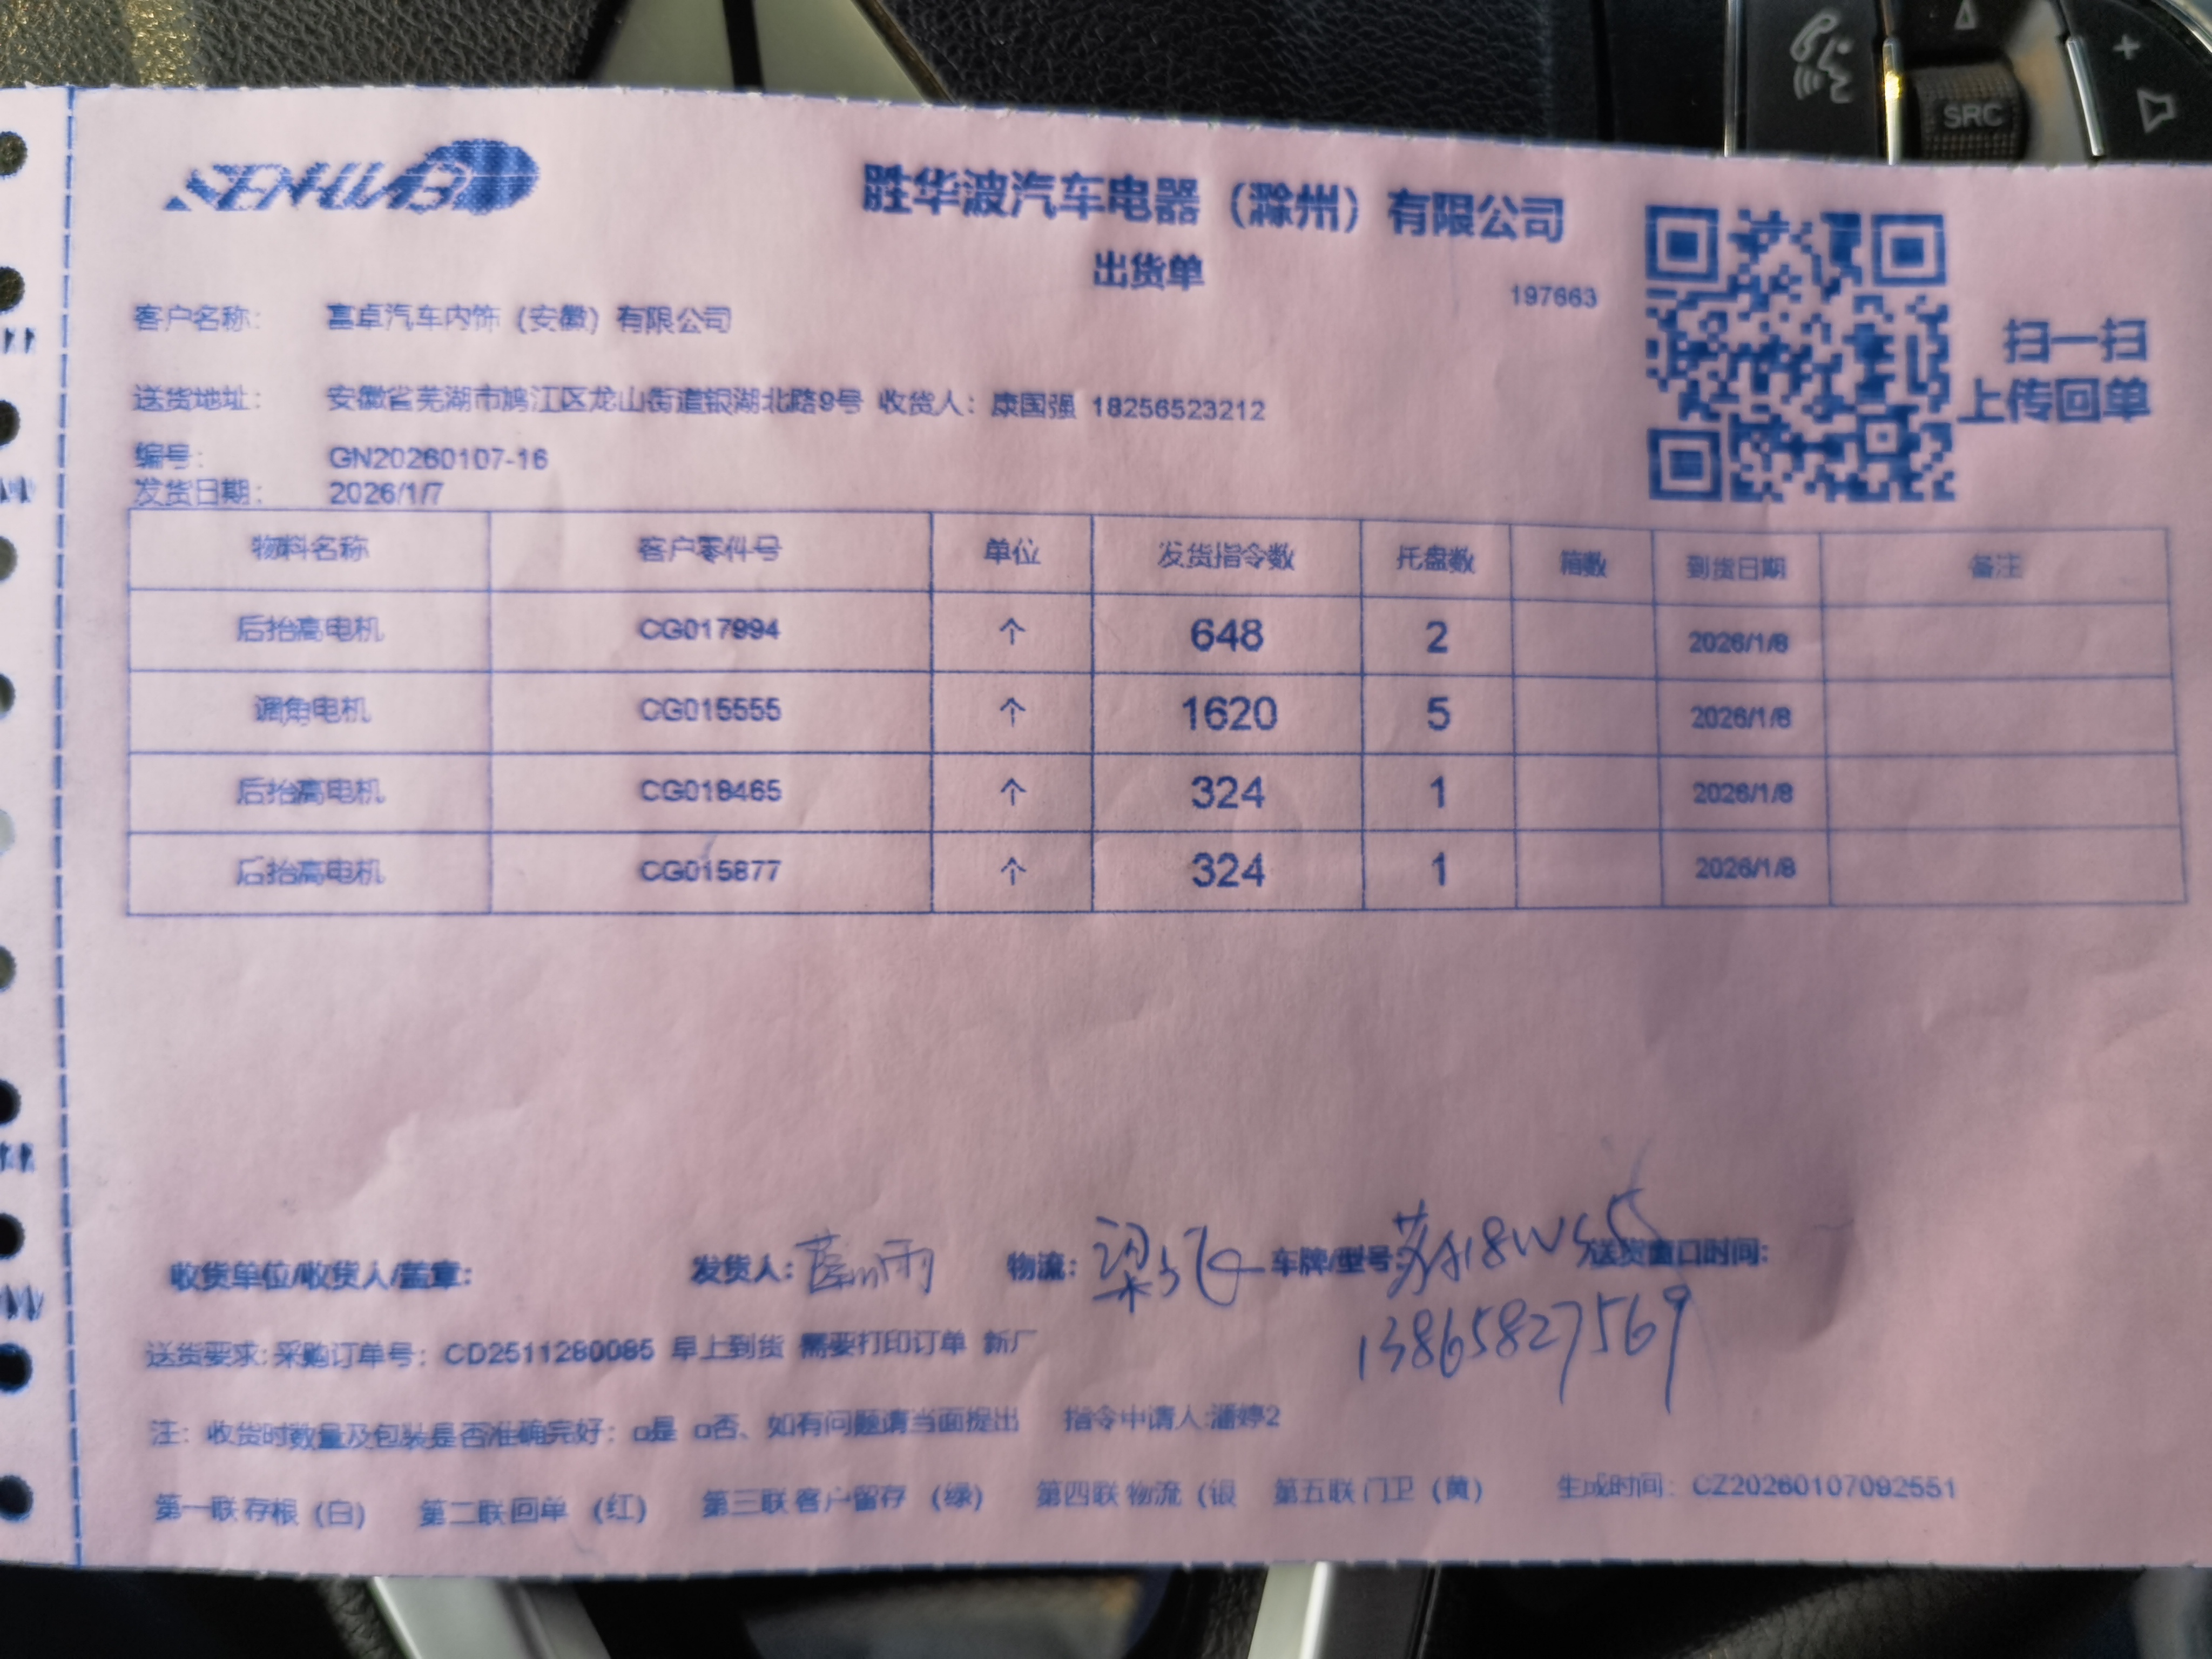 SRC
SENHUABO
胜华波汽车电器（滁州）有限公司
出货单
197663
扫一扫
上传回单
客户名称： 富卓汽车内饰（安徽）有限公司
送货地址： 安徽省芜湖市鸠江区龙山街道银湖北路9号 收货人：康国强 18256523212
编号： GN20260107-16
发货日期： 2026/1/7
物料名称 客户零件号 单位 发货指令数 托盘数 箱数 到货日期 备注
后抬高电机 CG017994 个 648 2 2026/1/8
调角电机 CG015555 个 1620 5 2026/1/8
后抬高电机 CG018465 个 324 1 2026/1/8
后抬高电机 CG015877 个 324 1 2026/1/8
收货单位/收货人/盖章： 发货人： 物流：梁飞 车牌/型号： 送货窗口时间：
13865827569
送货要求:采购订单号：CD2511280085 早上到货 需要打印订单 新厂
注：收货时数量及包装是否准确完好：□是 □否、如有问题请当面提出 指令申请人:潘婷2
第一联存根（白） 第二联回单（红） 第三联客户留存（绿） 第四联物流（银 第五联门卫（黄） 生成时间：CZ20260107092551